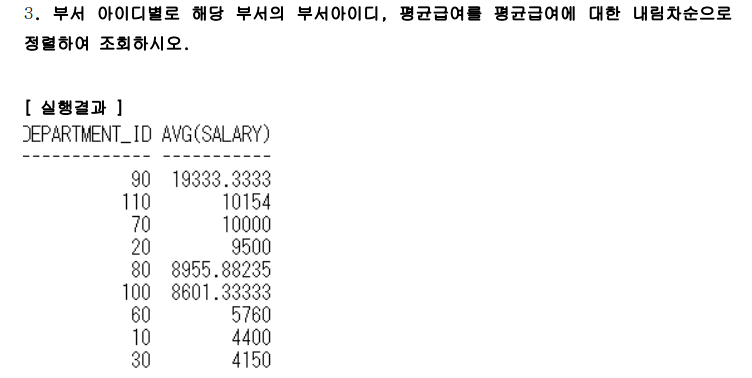 3. 부서 아이디별로 해당 부서의 부서아이디, 평균급여를 평균급여에 대한 내림차순으로
정렬하여 조회하시오.
[ 실행결과 ]
DEPARTMENT_ID AVG(SALARY)
------------- -----------
90 19333.3333
110 10154
70 10000
20 9500
80 8955.88235
100 8601.33333
60 5760
10 4400
30 4150